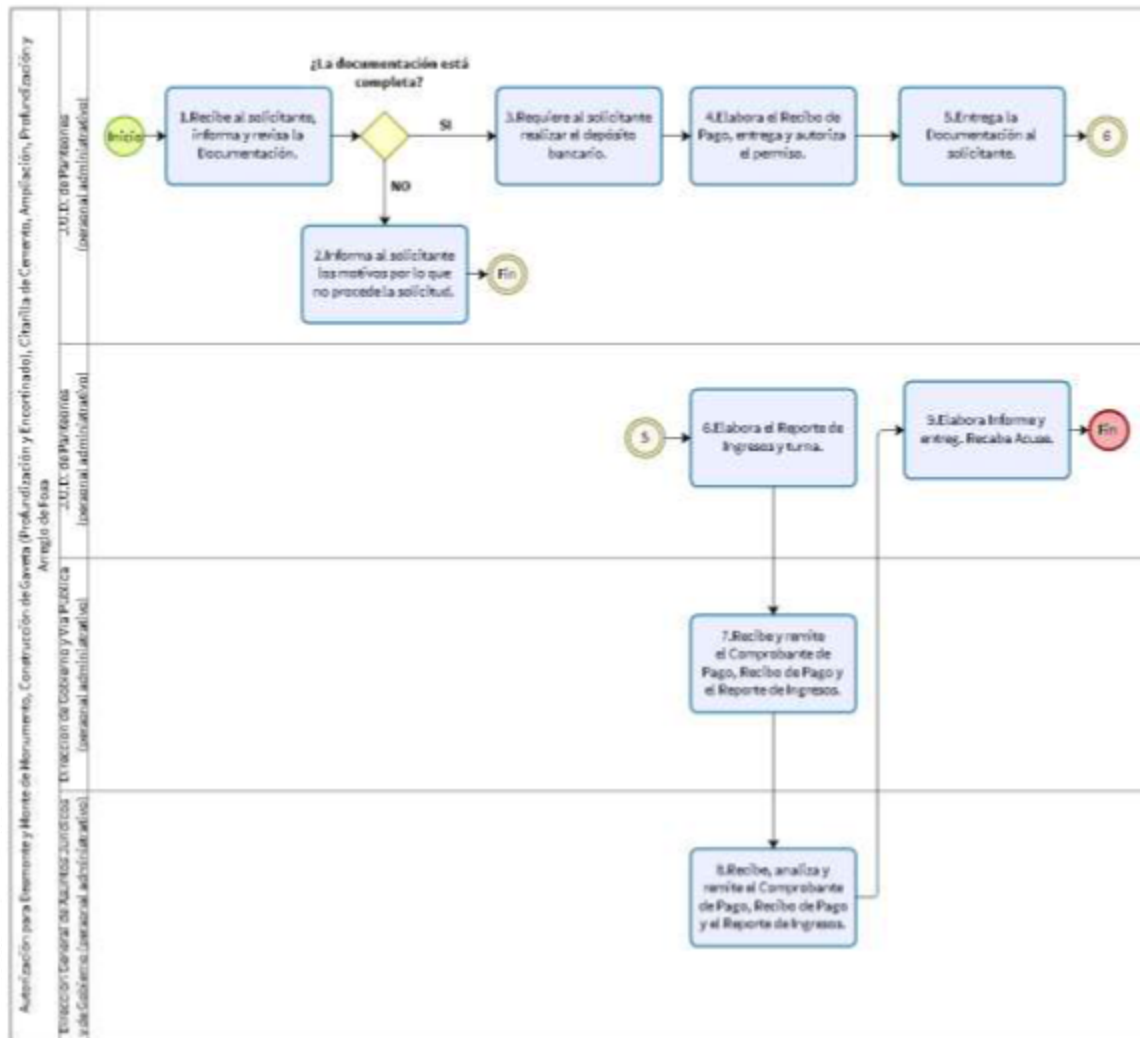 Autorización para Desmonte y Monte de Monumento, Construcción de Gaveta (Profundización y Encortinado), Citarilla de Cemento, Ampliación, Profundización y
Arreglo de Fosa
J.U.D. de Panteones
(personal administrativo)
Inicio
1.Recibe al solicitante,
informa y revisa la
Documentación.
¿La documentación está
completa?
SI
NO
3.Requiere al solicitante
realizar el depósito
bancario.
4.Elabora el Recibo de
Pago, entrega y autoriza
el permiso.
5.Entrega la
Documentación al
solicitante.
6
2.Informa al solicitante
los motivos por lo que
no procede la solicitud.
Fin
J.U.D. de Panteones
(personal administrativo)
5
6.Elabora el Reporte de
Ingresos y turna.
9.Elabora Informe y
entreg. Recaba Acuse.
Fin
Dirección de Gobierno y Vía Pública
(personal administrativo)
7.Recibe y remite
el Comprobante de
Pago, Recibo de Pago y
el Reporte de Ingresos.
Dirección General de Asuntos Jurídicos
y de Gobierno (personal administrativo)
8.Recibe, analiza y
remite el Comprobante
de Pago, Recibo de Pago
y el Reporte de Ingresos.